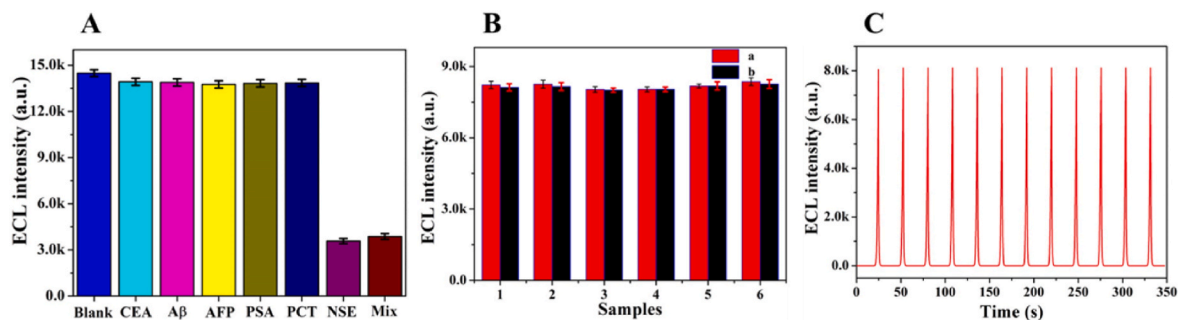 A
ECL intensity (a.u.)
15.0k
12.0k
9.0k
6.0k
3.0k
0.0
Blank CEA Aβ AFP PSA PCT NSE Mix
B
ECL intensity (a.u.)
9.0k
6.0k
3.0k
0.0
a
b
1 2 3 4 5 6
Samples
C
ECL intensity (a.u.)
8.0k
6.0k
4.0k
2.0k
0.0
0 50 100 150 200 250 300 350
Time (s)